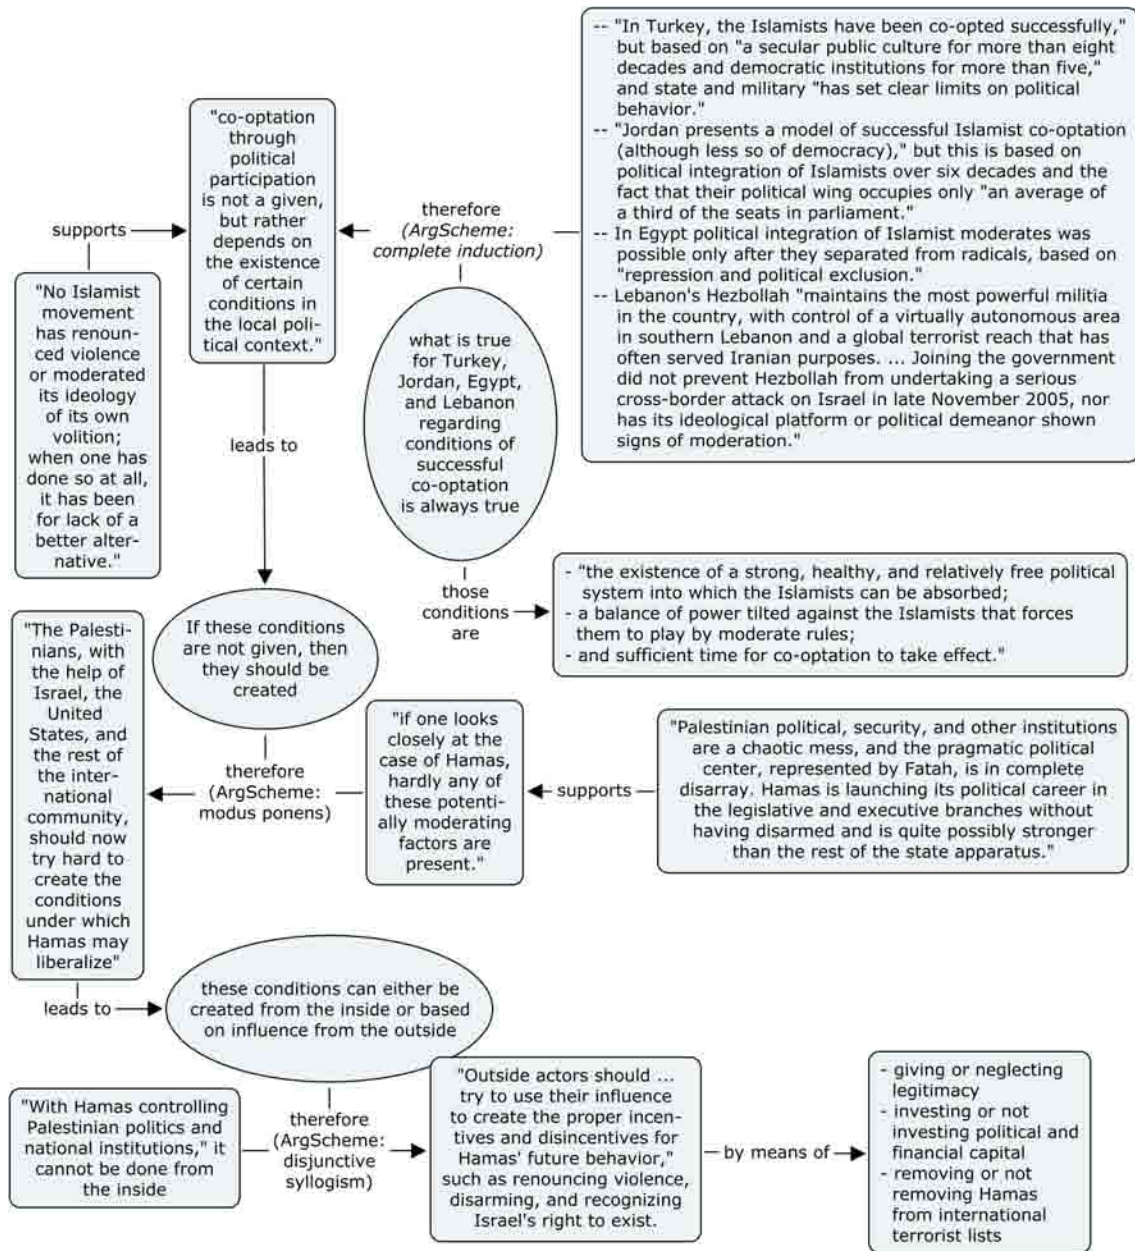 -- "In Turkey, the Islamists have been co-opted successfully,"
but based on "a secular public culture for more than eight
decades and democratic institutions for more than five,"
and state and military "has set clear limits on political
behavior."
-- "Jordan presents a model of successful Islamist co-optation
(although less so of democracy)," but this is based on
political integration of Islamists over six decades and the
fact that their political wing occupies only "an average of
a third of the seats in parliament."
-- In Egypt political integration of Islamist moderates was
possible only after they separated from radicals, based on
"repression and political exclusion."
-- Lebanon's Hezbollah "maintains the most powerful militia
in the country, with control of a virtually autonomous area
in southern Lebanon and a global terrorist reach that has
often served Iranian purposes. ... Joining the government
did not prevent Hezbollah from undertaking a serious
cross-border attack on Israel in late November 2005, nor
has its ideological platform or political demeanor shown
signs of moderation."
therefore
(ArgScheme:
complete induction)
"co-optation
through
political
participation
is not a given,
but rather
depends on
the existence
of certain
conditions in
the local poli-
tical context."
supports
"No Islamist
movement
has renoun-
ced violence
or moderated
its ideology
of its own
volition;
when one has
done so at all,
it has been
for lack of a
better alter-
native."
what is true
for Turkey,
Jordan, Egypt,
and Lebanon
regarding
conditions of
successful
co-optation
is always true
leads to
those
conditions
are
- "the existence of a strong, healthy, and relatively free political
system into which the Islamists can be absorbed;
- a balance of power tilted against the Islamists that forces
them to play by moderate rules;
- and sufficient time for co-optation to take effect."
If these conditions
are not given, then
they should be
created
"The Palesti-
nians, with
the help of
Israel, the
United
States, and
the rest of
the inter-
national
community,
should now
try hard to
create the
conditions
under which
Hamas may
liberalize"
therefore
(ArgScheme:
modus ponens)
"if one looks
closely at the
case of Hamas,
hardly any of
these potenti-
ally moderating
factors are
present."
supports
"Palestinian political, security, and other institutions
are a chaotic mess, and the pragmatic political
center, represented by Fatah, is in complete
disarray. Hamas is launching its political career in
the legislative and executive branches without
having disarmed and is quite possibly stronger
than the rest of the state apparatus."
leads to
these conditions can either be
created from the inside or based
on influence from the outside
"With Hamas controlling
Palestinian politics and
national institutions," it
cannot be done from
the inside
therefore
(ArgScheme:
disjunctive
syllogism)
"Outside actors should ...
try to use their influence
to create the proper incen-
tives and disincentives for
Hamas' future behavior,"
such as renouncing violence,
disarming, and recognizing
Israel's right to exist.
by means of
- giving or neglecting
legitimacy
- investing or not
investing political and
financial capital
- removing or not
removing Hamas
from international
terrorist lists